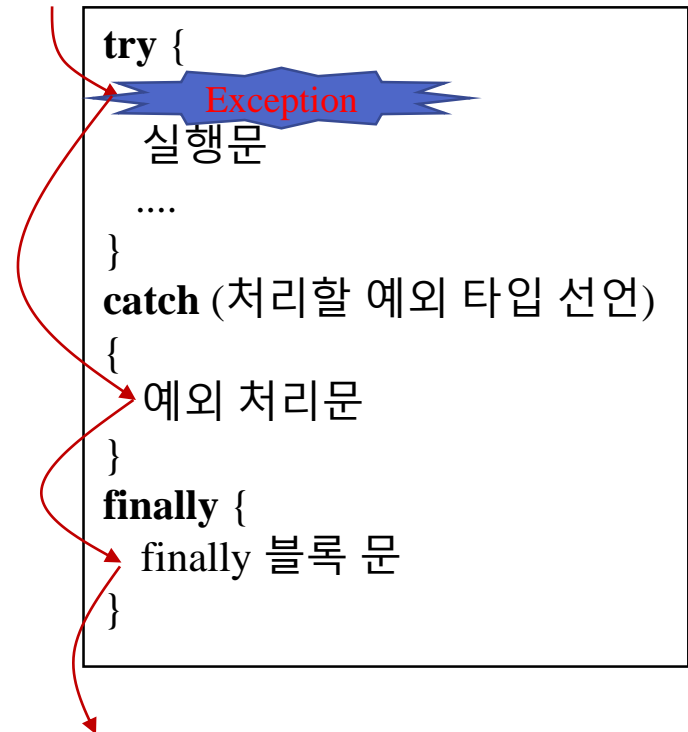 try {
Exception
실행문
....
}
catch (처리할 예외 타입 선언)
{
예외 처리문
}
finally {
finally 블록 문
}